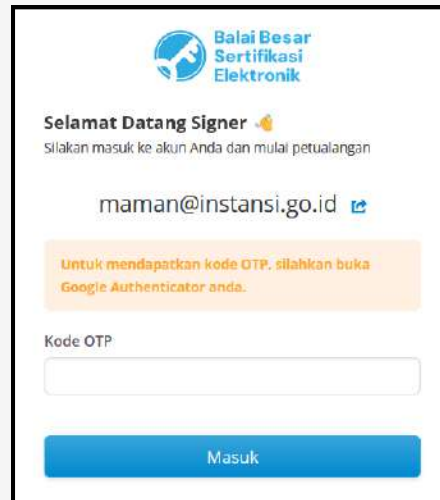 Balai Besar
Sertifikasi
Elektronik
Selamat Datang Signer
Silakan masuk ke akun Anda dan mulai petualangan
maman@instansi.go.id
Untuk mendapatkan kode OTP, silahkan buka
Google Authenticator anda.
Kode OTP
Masuk